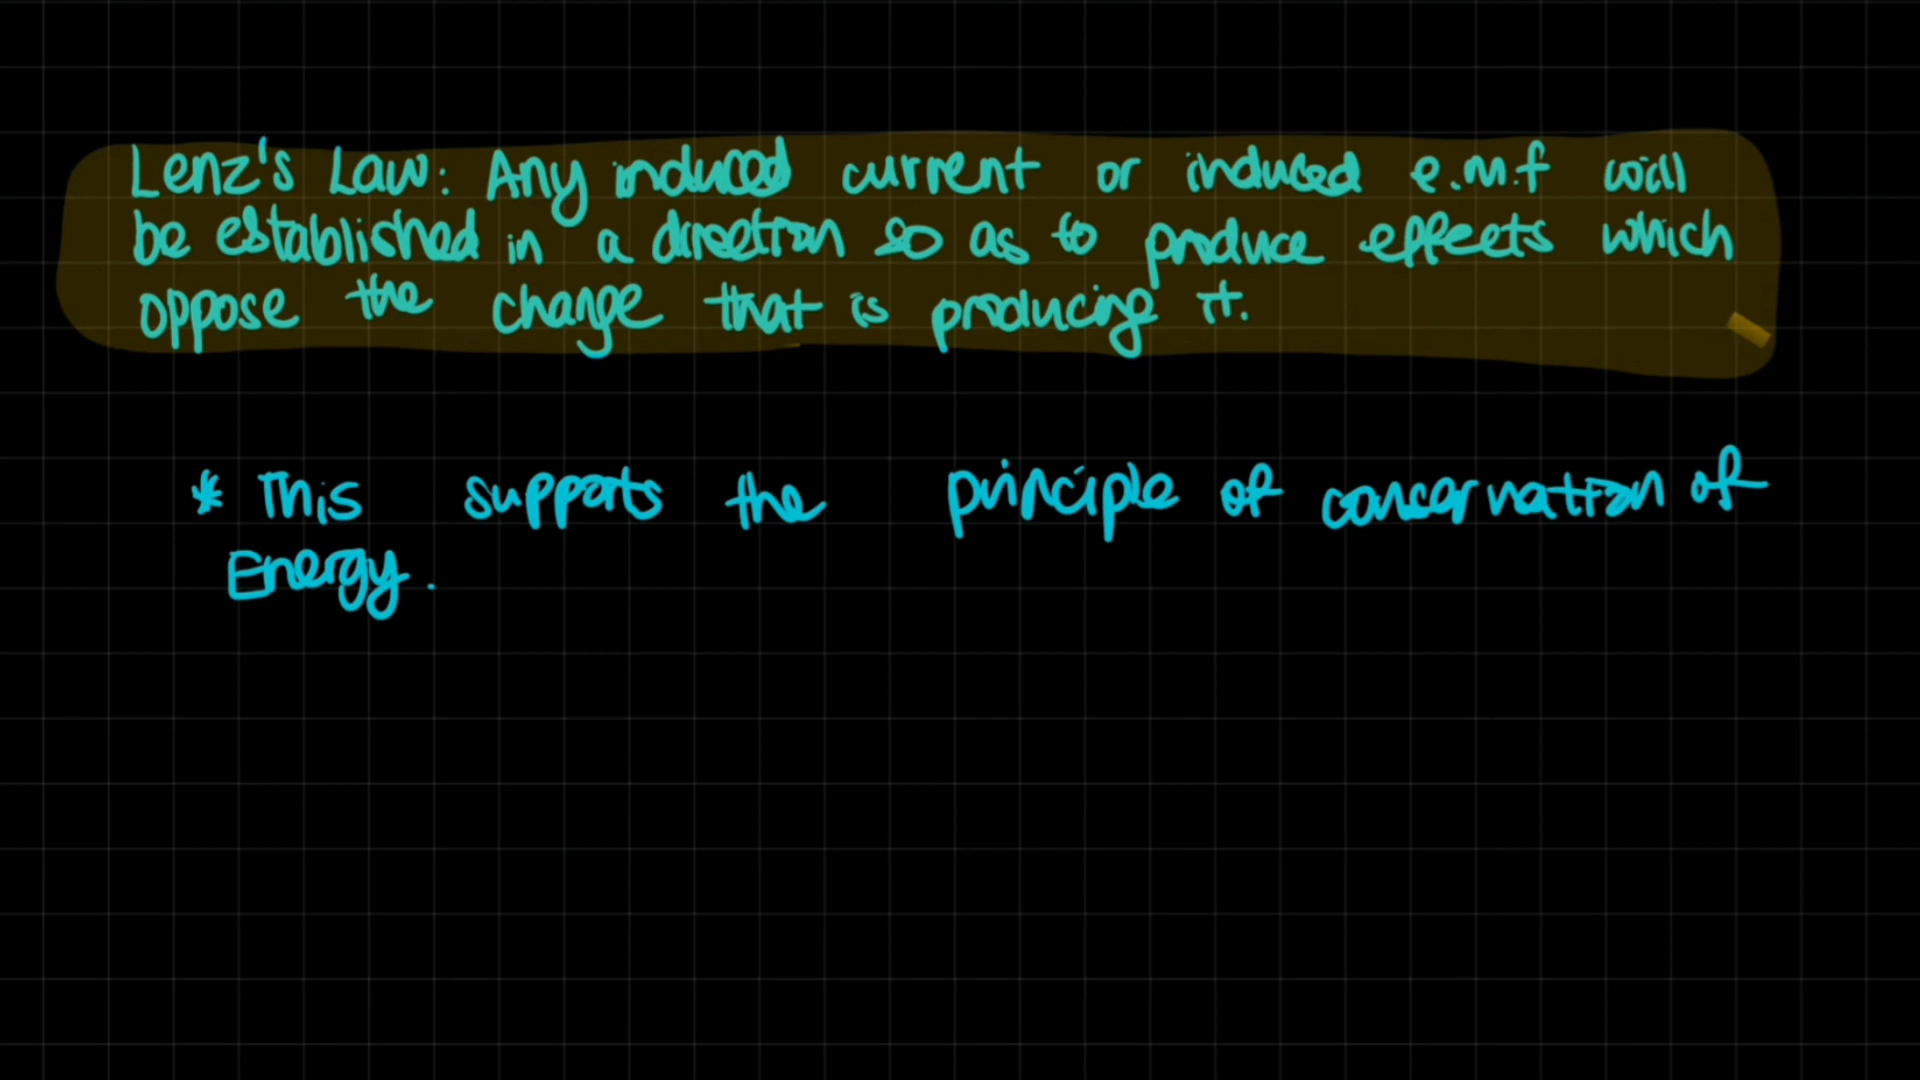 Lenz's Law: Any induced current or induced e.m.f will
be established in a direction so as to produce effects which
oppose the change that is producing it.
* This supports the principle of conservation of
Energy.